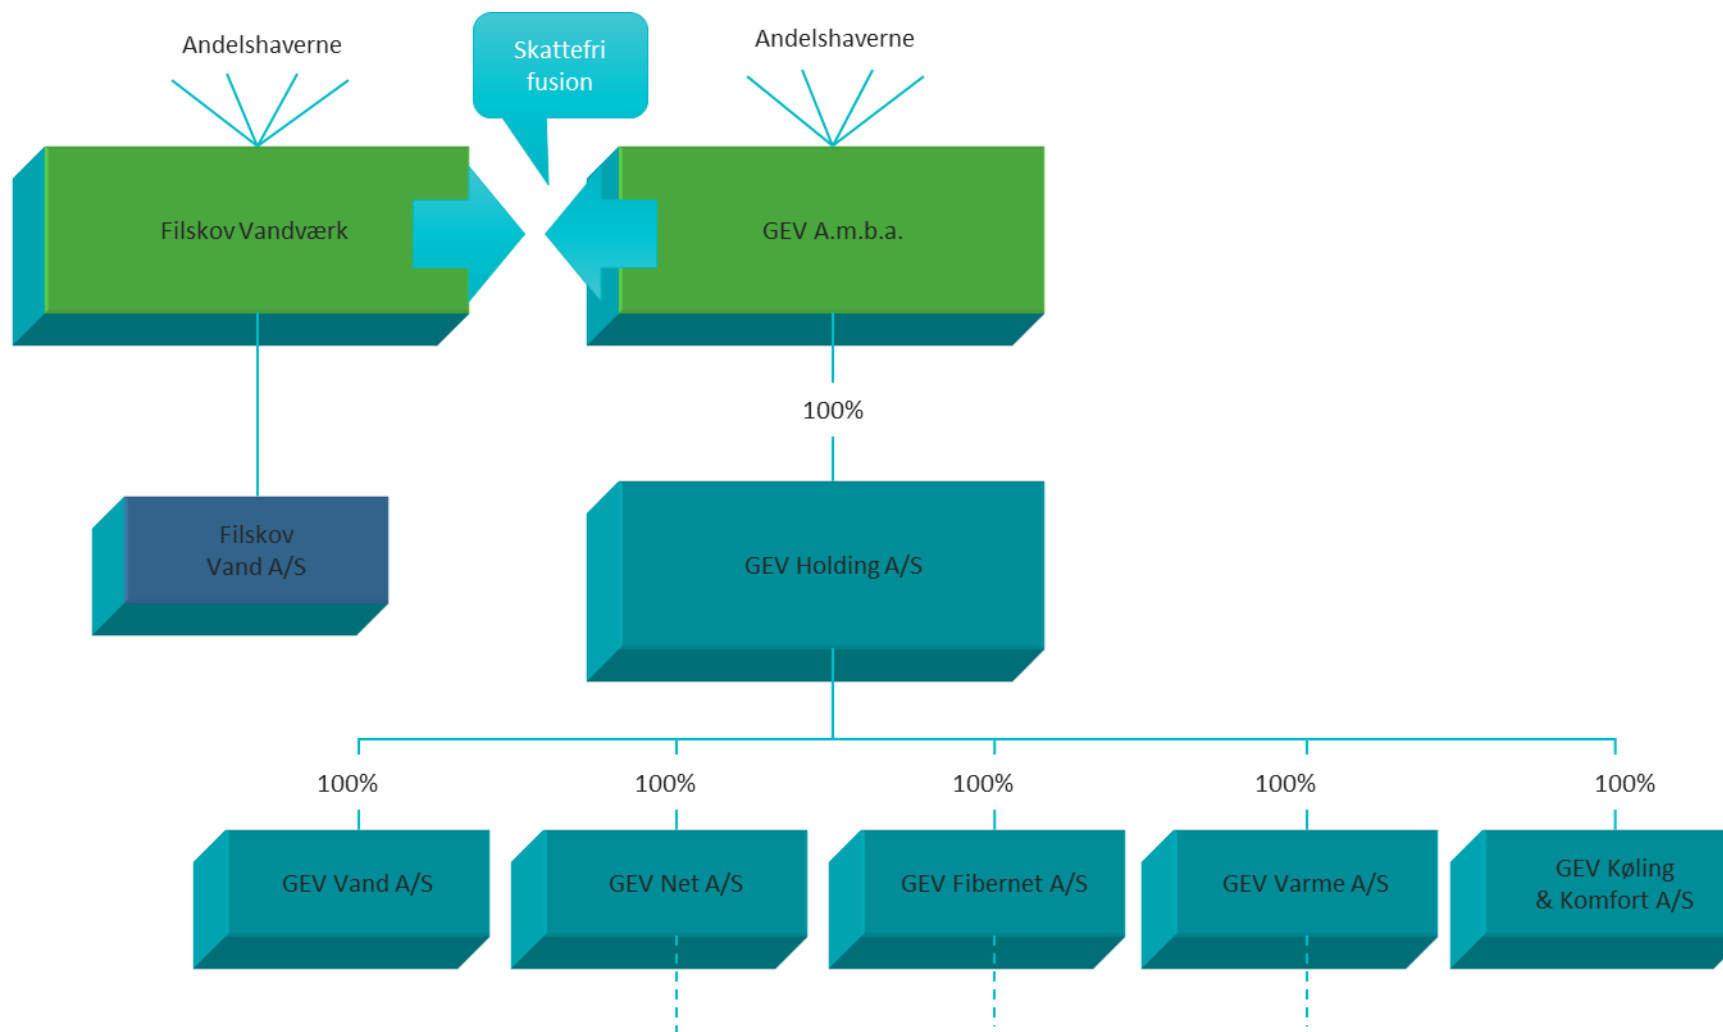 Andelshaverne
Skattefri
fusion
Andelshaverne
Filskov Vandværk
GEV A.m.b.a.
100%
Filskov
Vand A/S
GEV Holding A/S
100%
100%
100%
100%
100%
GEV Vand A/S
GEV Net A/S
GEV Fibernet A/S
GEV Varme A/S
GEV Køling
& Komfort A/S